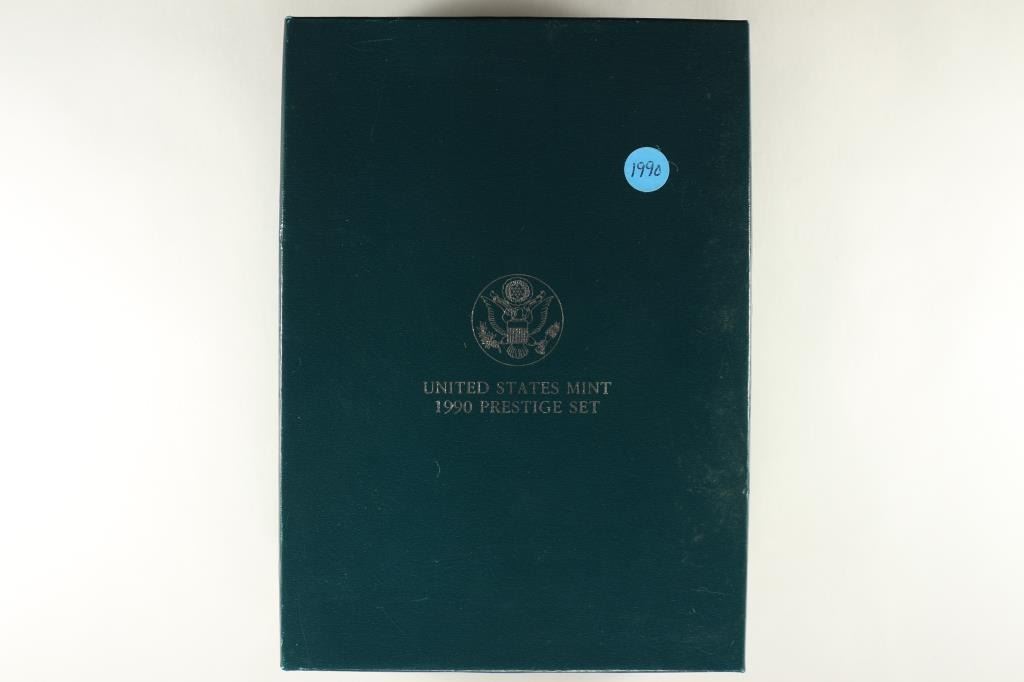 1990
UNITED STATES MINT
1990 PRESTIGE SET